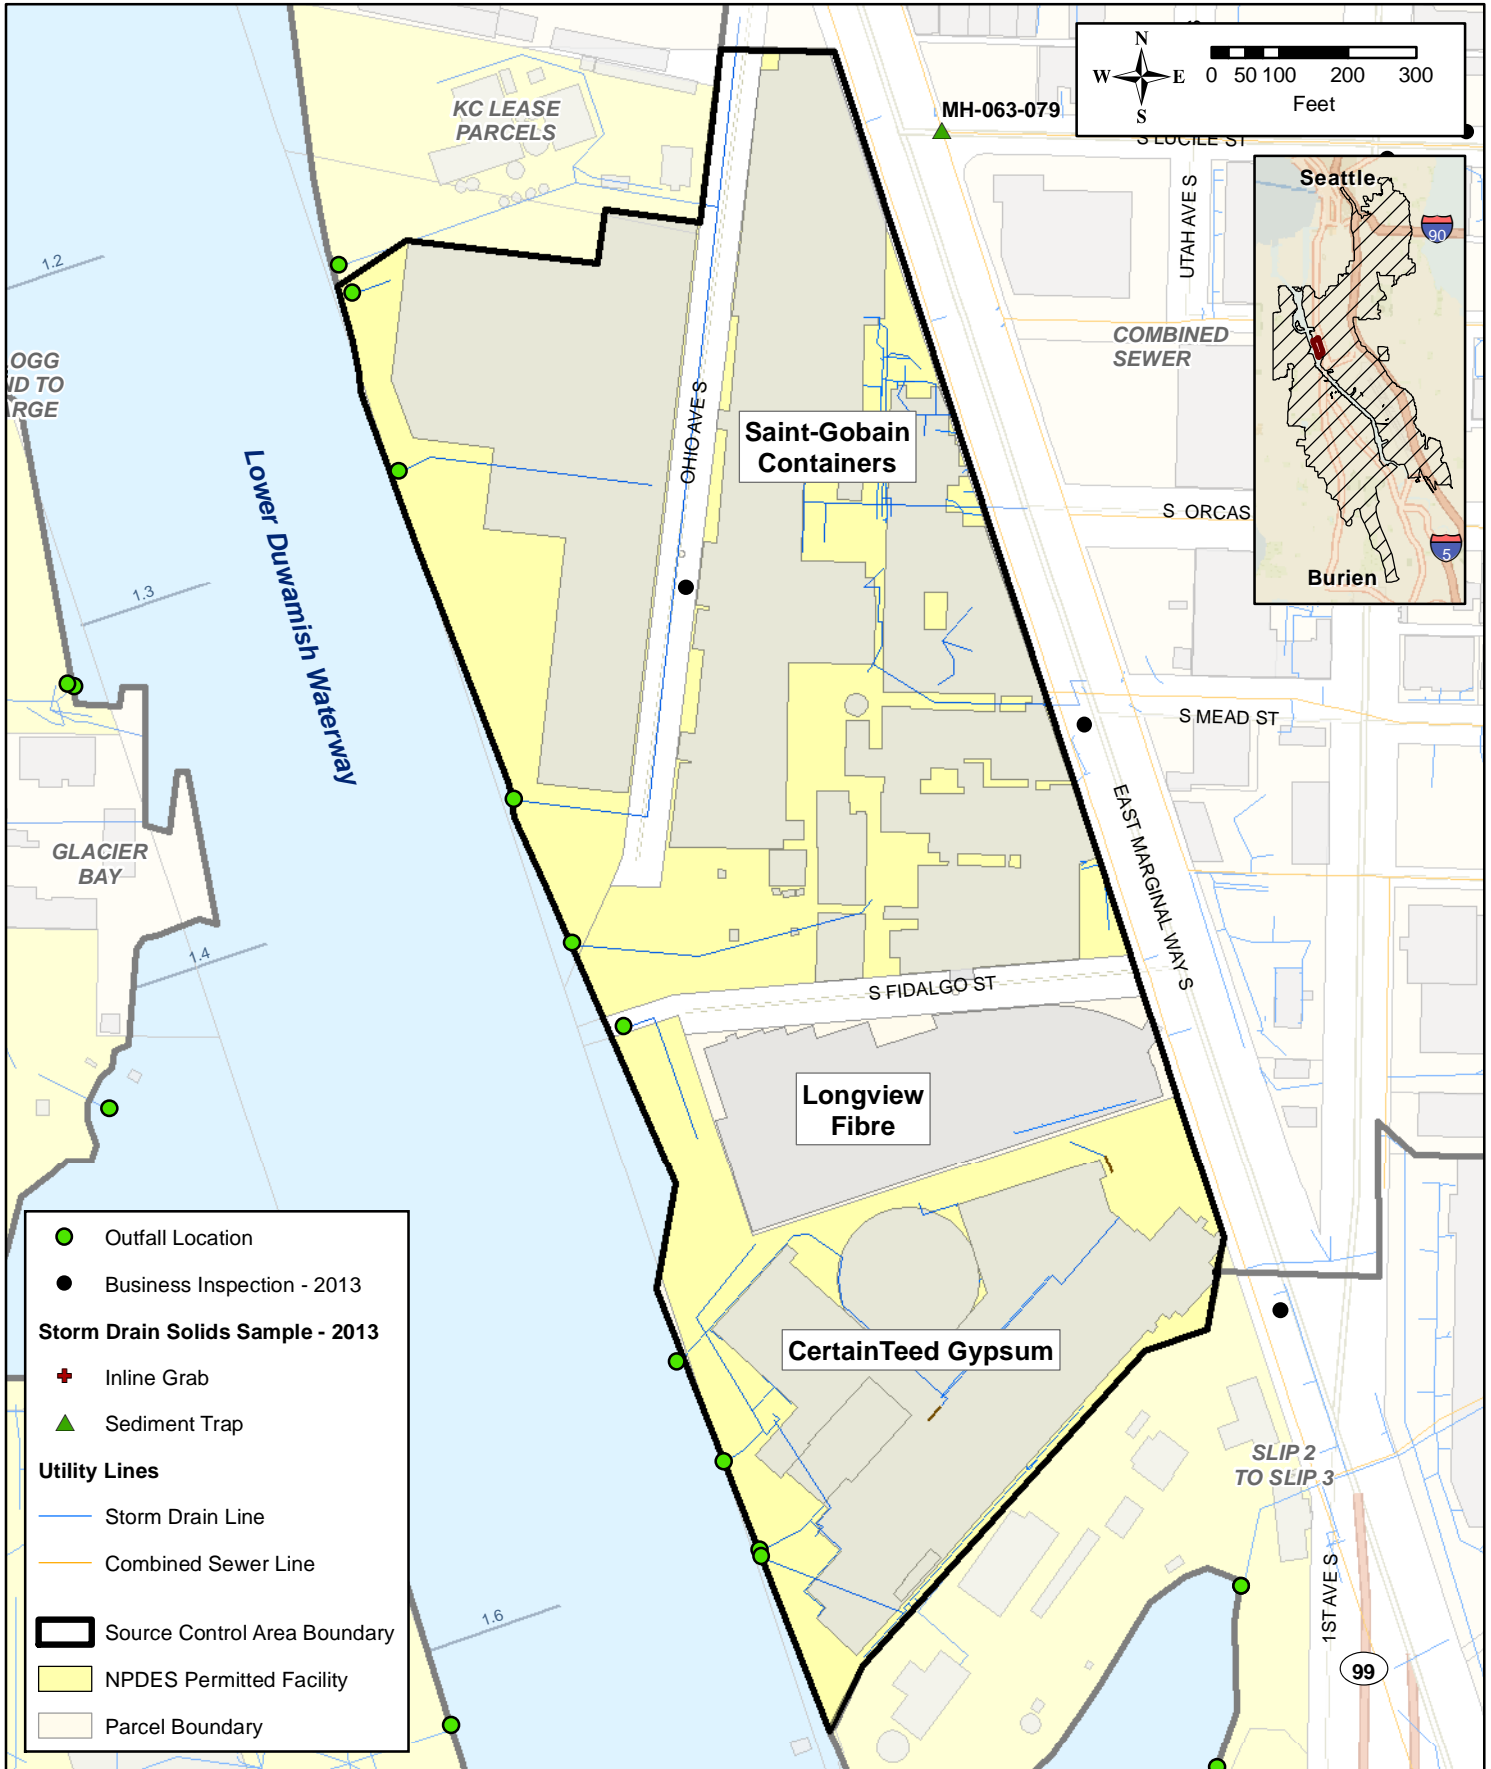 N
W E
S
0 50 100 200 300
Feet
KC LEASE
PARCELS
MH-063-079
S LUCILE ST
UTAH AVE S
Seattle
90
5
Burien
1.2
COMBINED
SEWER
OGG
ND TO
ARGE
OHIO AVE S
Saint-Gobain
Containers
Lower Duwamish Waterway
S ORCAS
1.3
S MEAD ST
GLACIER
BAY
EAST MARGINAL WAY S
1.4
S FIDALGO ST
Longview
Fibre
CertainTeed Gypsum
SLIP 2
TO SLIP 3
1.6
1ST AVE S
99
Outfall Location
Business Inspection - 2013
Storm Drain Solids Sample - 2013
Inline Grab
Sediment Trap
Utility Lines
Storm Drain Line
Combined Sewer Line
Source Control Area Boundary
NPDES Permitted Facility
Parcel Boundary